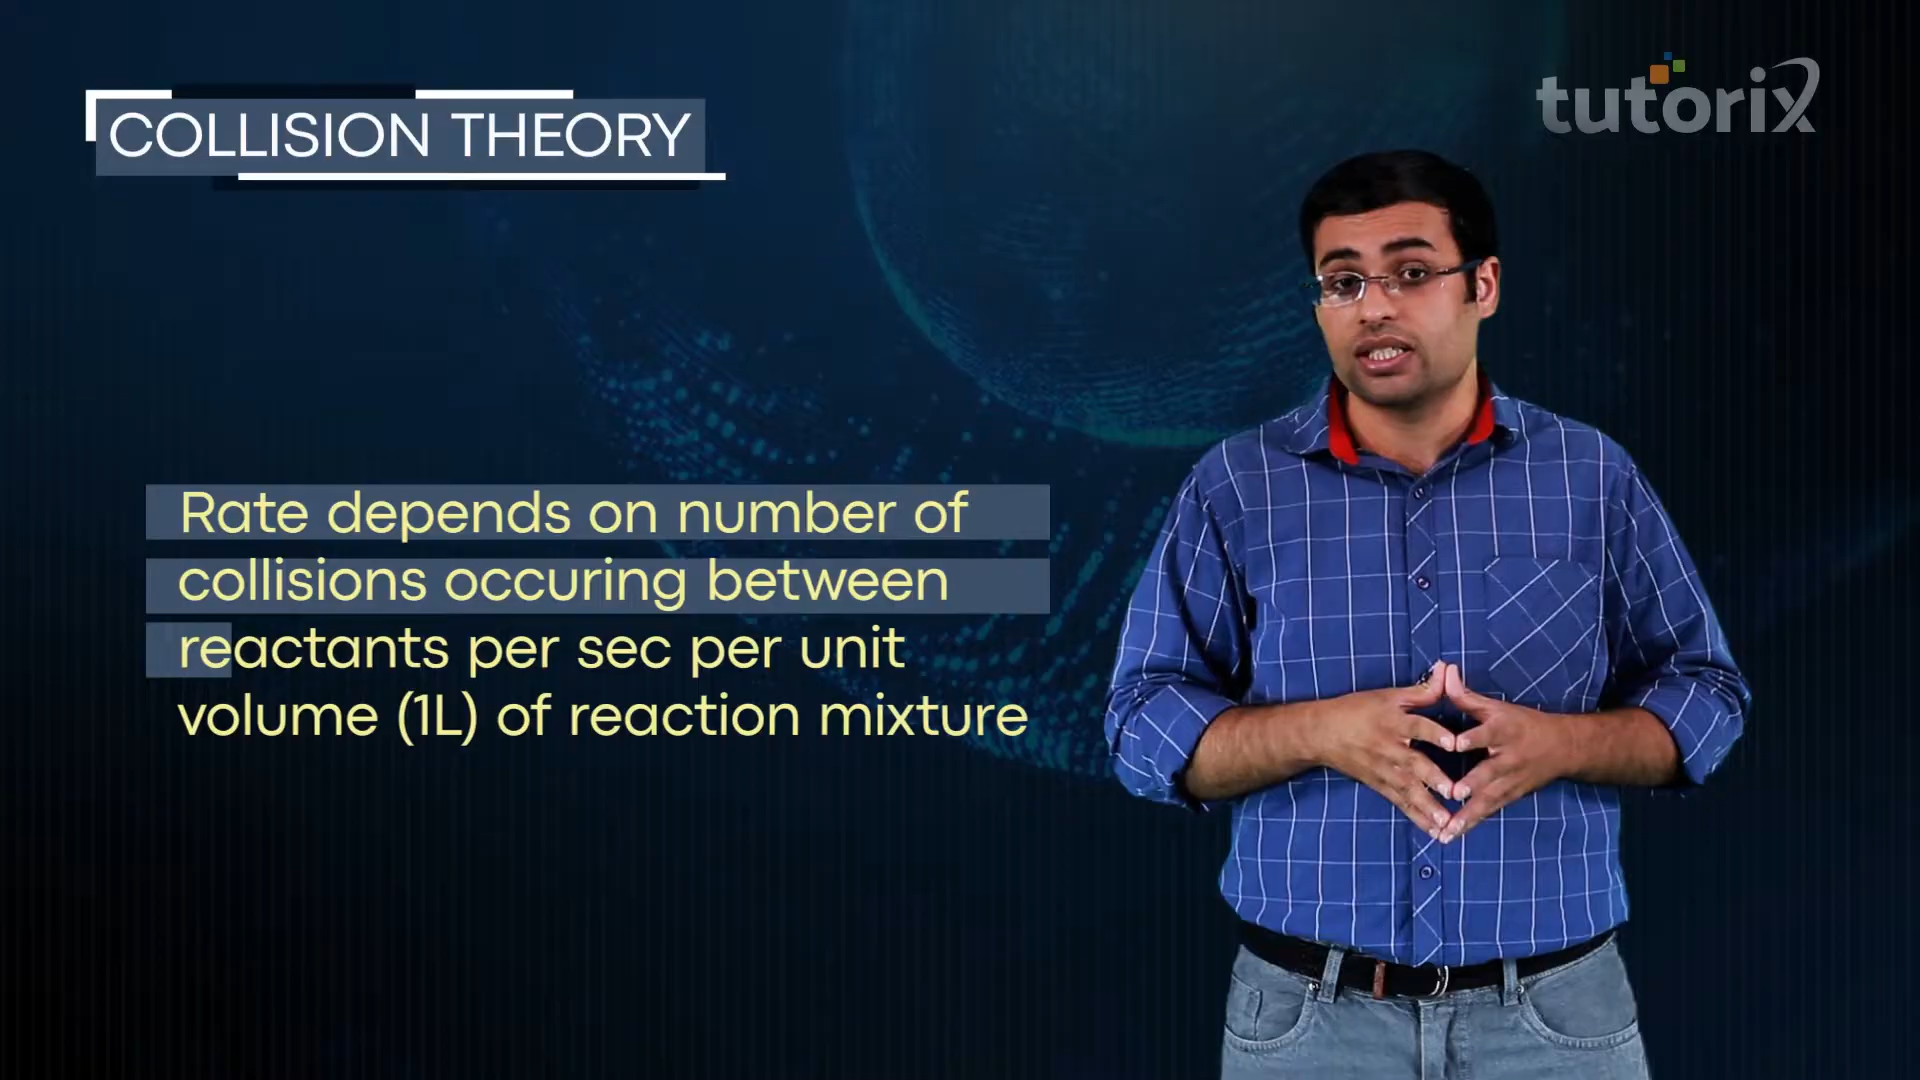 COLLISION THEORY
tutorix
Rate depends on number of
collisions occuring between
reactants per sec per unit
volume (1L) of reaction mixture